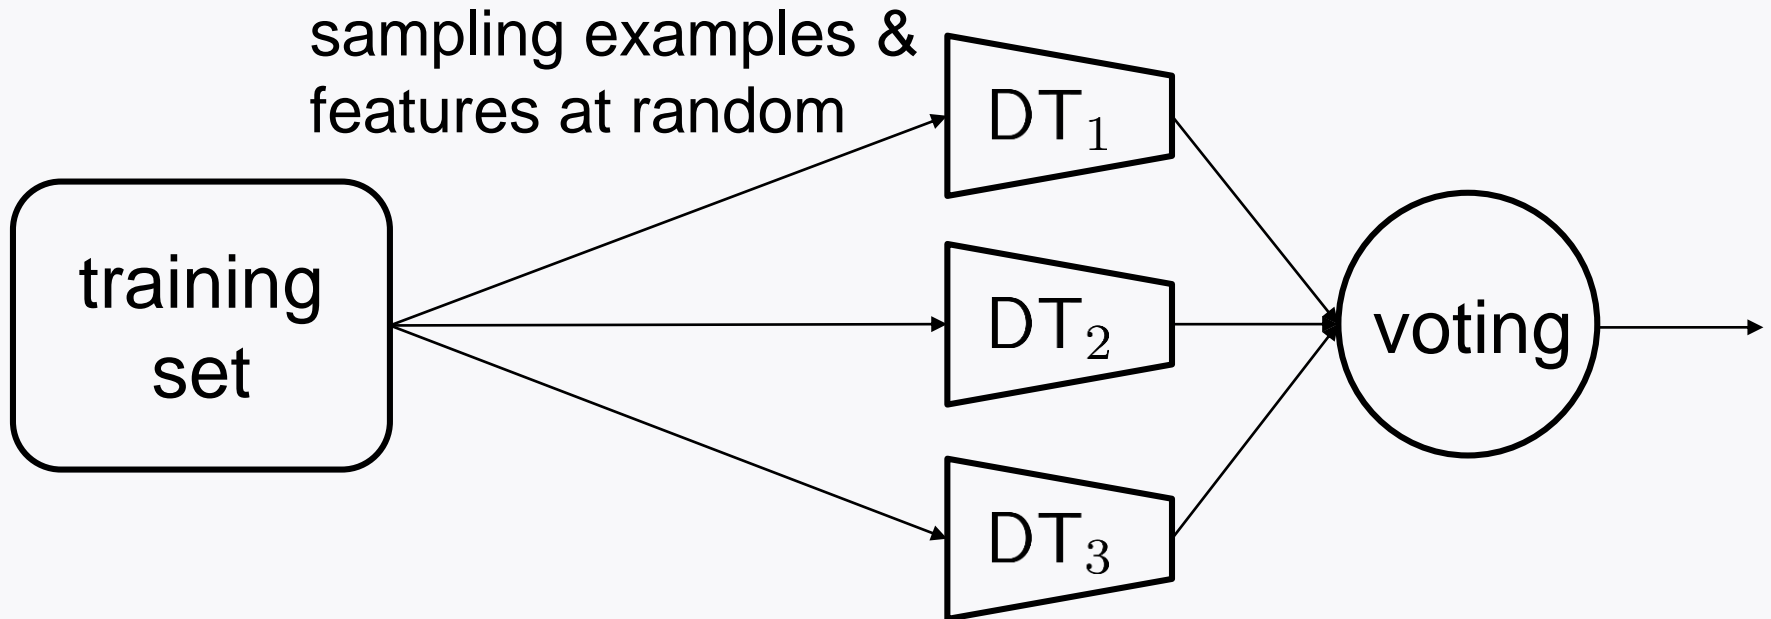 sampling examples &
features at random
training
set
DT₁
DT₂
DT₃
voting